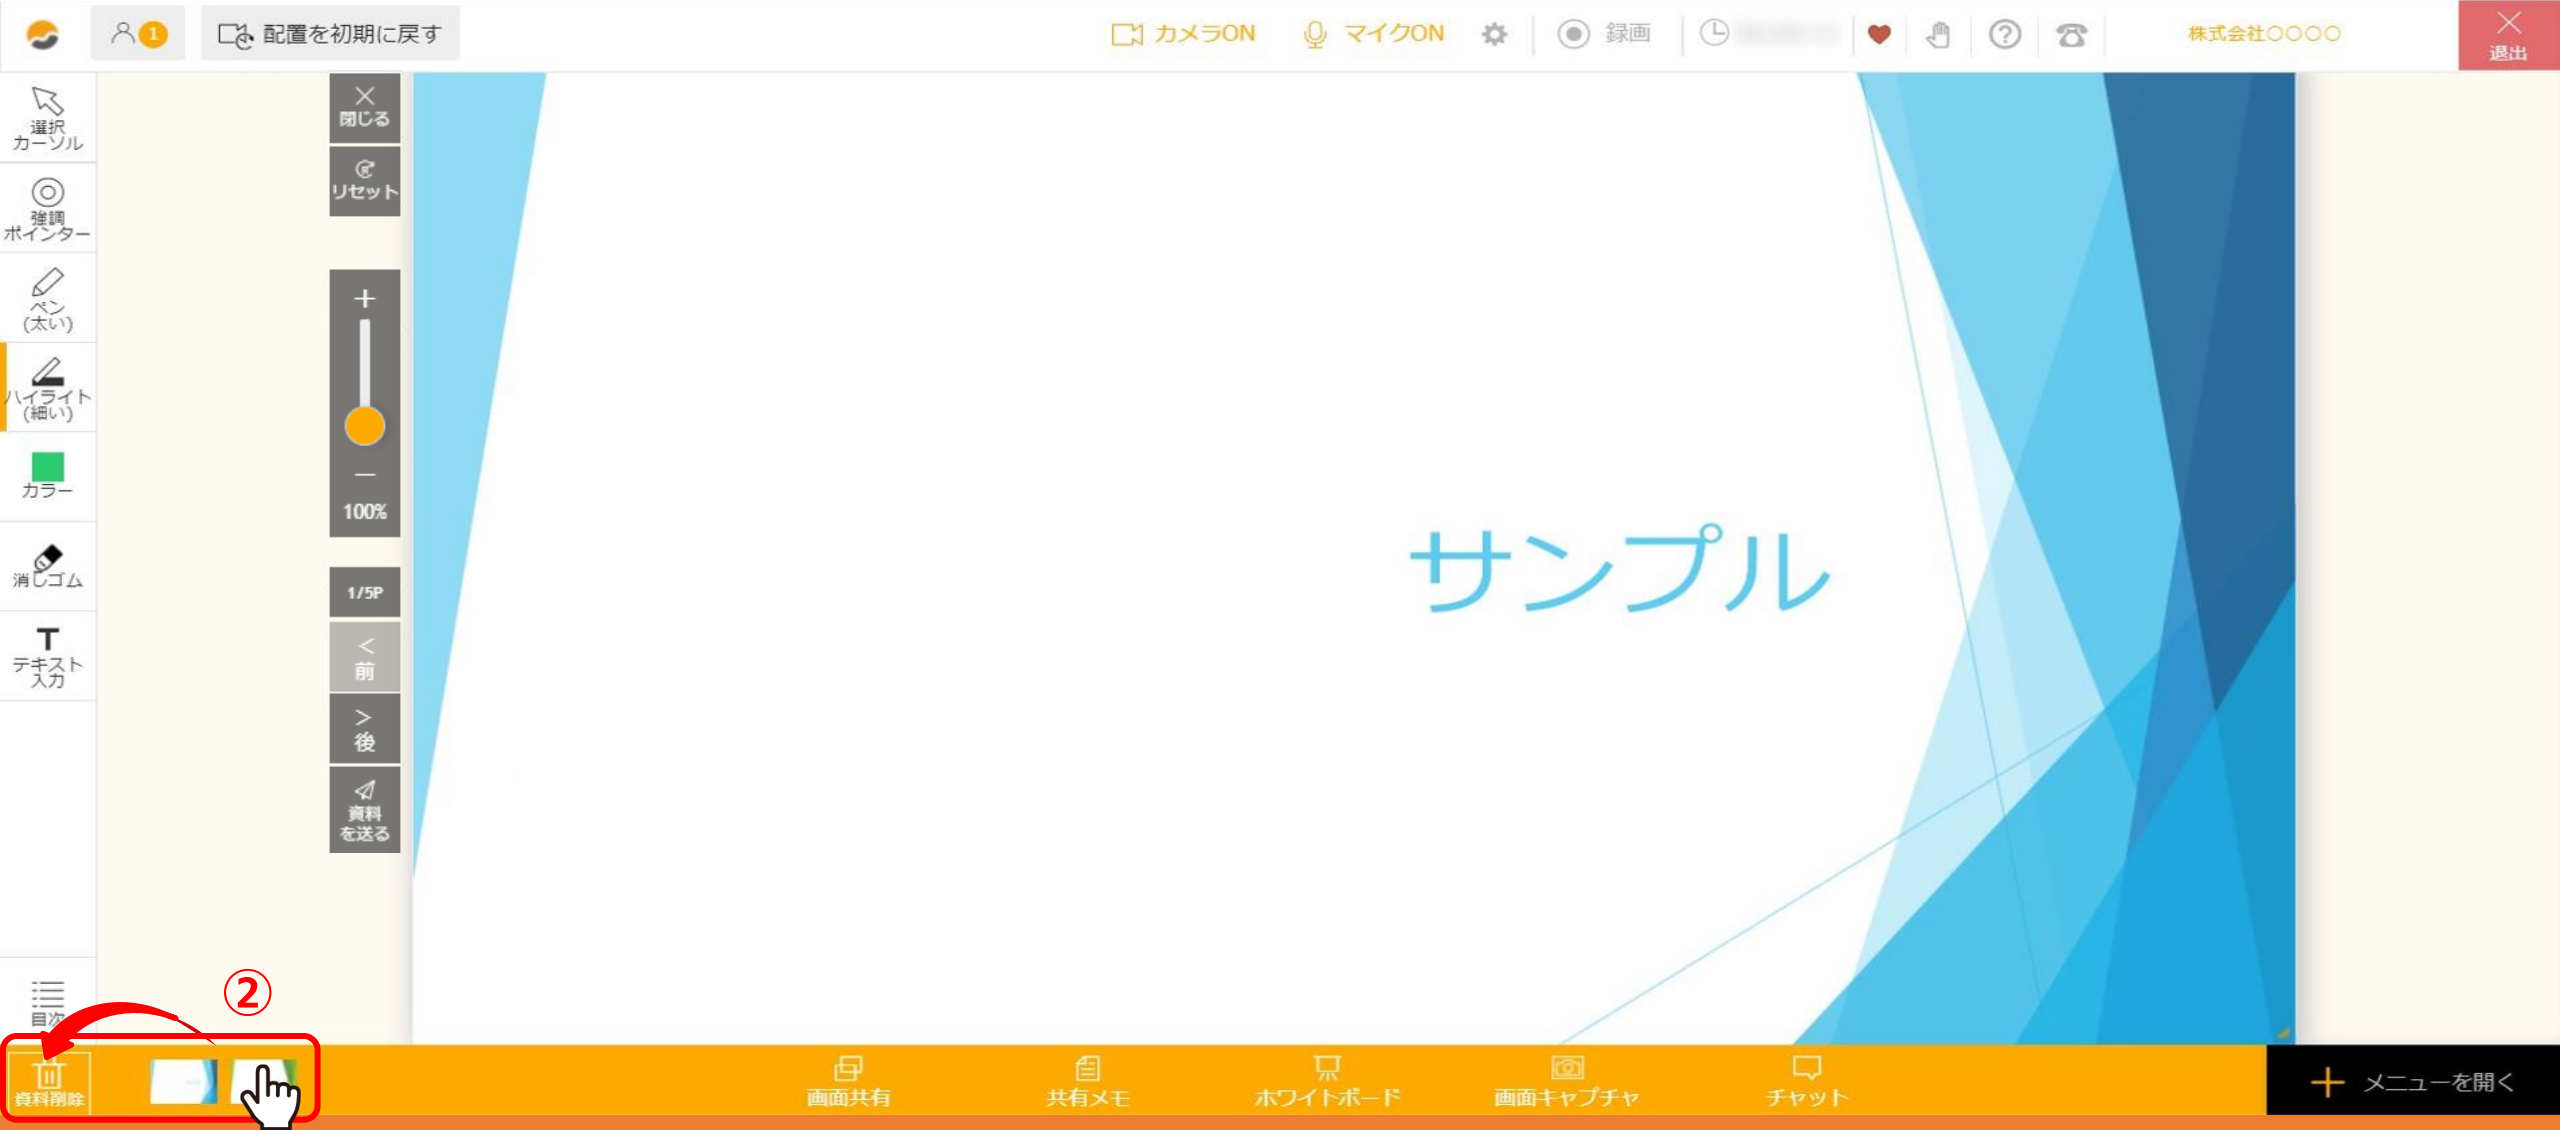 1
配置を初期に戻す
カメラON
マイクON
録画
株式会社〇〇〇〇
退出
選択
カーソル
強調
ポインター
ペン
(太い)
ハイライト
(細い)
カラー
消しゴム
T
テキスト
入力
目次
閉じる
リセット
100%
1/5P
前
後
資料
を送る
サンプル
②
資料削除
画面共有
共有メモ
ホワイトボード
画面キャプチャ
チャット
メニューを開く